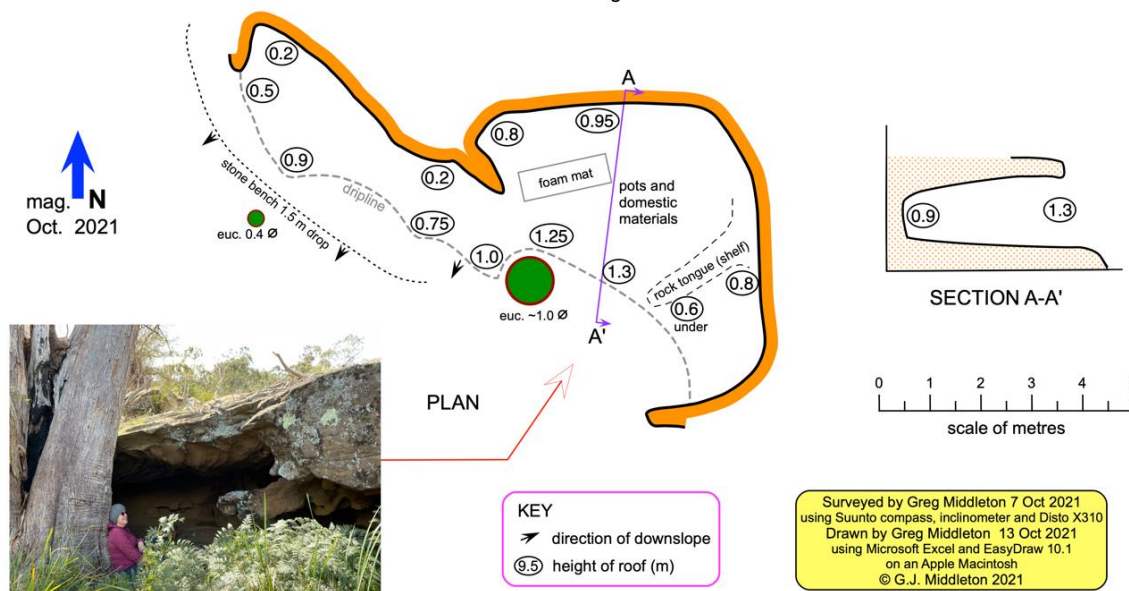 0.2
0.5
0.9
0.2
0.75
1.0
1.25
0.8
0.95
1.3
0.6
under
0.8
A
A'
dripline
stone bench 1.5 m drop
euc. 0.4 Ø
euc. ~1.0 Ø
foam mat
pots and
domestic
materials
rock tongue (shelf)
mag. N
Oct. 2021
PLAN
0.9
1.3
SECTION A-A'
0 1 2 3 4
scale of metres
KEY
direction of downslope
9.5 height of roof (m)
Surveyed by Greg Middleton 7 Oct 2021
using Suunto compass, inclinometer and Disto X310
Drawn by Greg Middleton 13 Oct 2021
using Microsoft Excel and EasyDraw 10.1
on an Apple Macintosh
© G.J. Middleton 2021